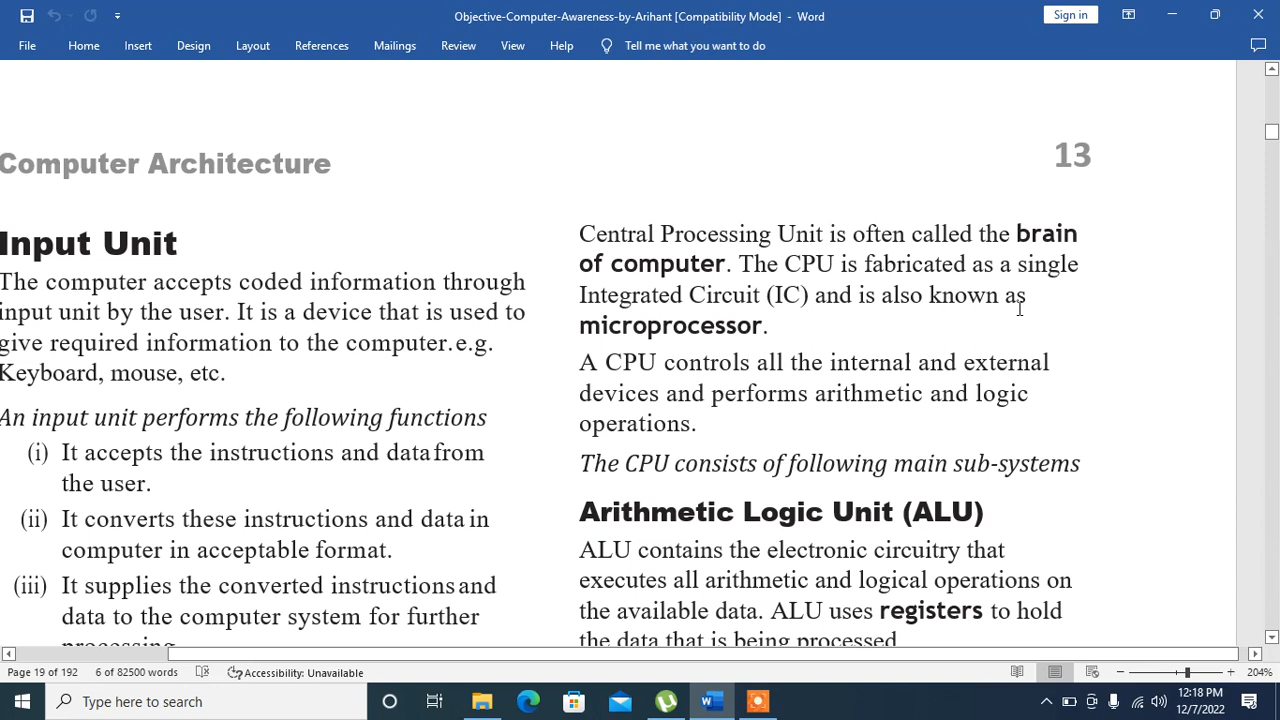 Objective-Computer-Awareness-by-Arihant [Compatibility Mode] - Word
Sign in
File Home Insert Design Layout References Mailings Review View Help Tell me what you want to do
Computer Architecture
13
Input Unit
The computer accepts coded information through
input unit by the user. It is a device that is used to
give required information to the computer. e.g.
Keyboard, mouse, etc.
An input unit performs the following functions
(i) It accepts the instructions and data from
the user.
(ii) It converts these instructions and data in
computer in acceptable format.
(iii) It supplies the converted instructions and
data to the computer system for further
processing.
Central Processing Unit is often called the brain
of computer. The CPU is fabricated as a single
Integrated Circuit (IC) and is also known as
microprocessor.
A CPU controls all the internal and external
devices and performs arithmetic and logic
operations.
The CPU consists of following main sub-systems
Arithmetic Logic Unit (ALU)
ALU contains the electronic circuitry that
executes all arithmetic and logical operations on
the available data. ALU uses registers to hold
the data that is being processed.
Page 19 of 192 6 of 82500 words Accessibility: Unavailable 204%
Type here to search
12:18 PM
12/7/2022